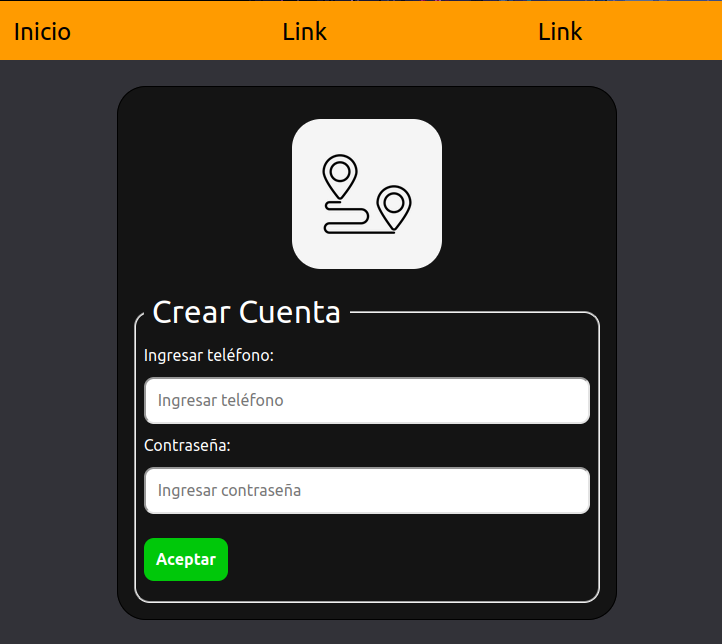 Inicio Link Link
Crear Cuenta
Ingresar teléfono:
Ingresar teléfono
Contraseña:
Ingresar contraseña
Aceptar